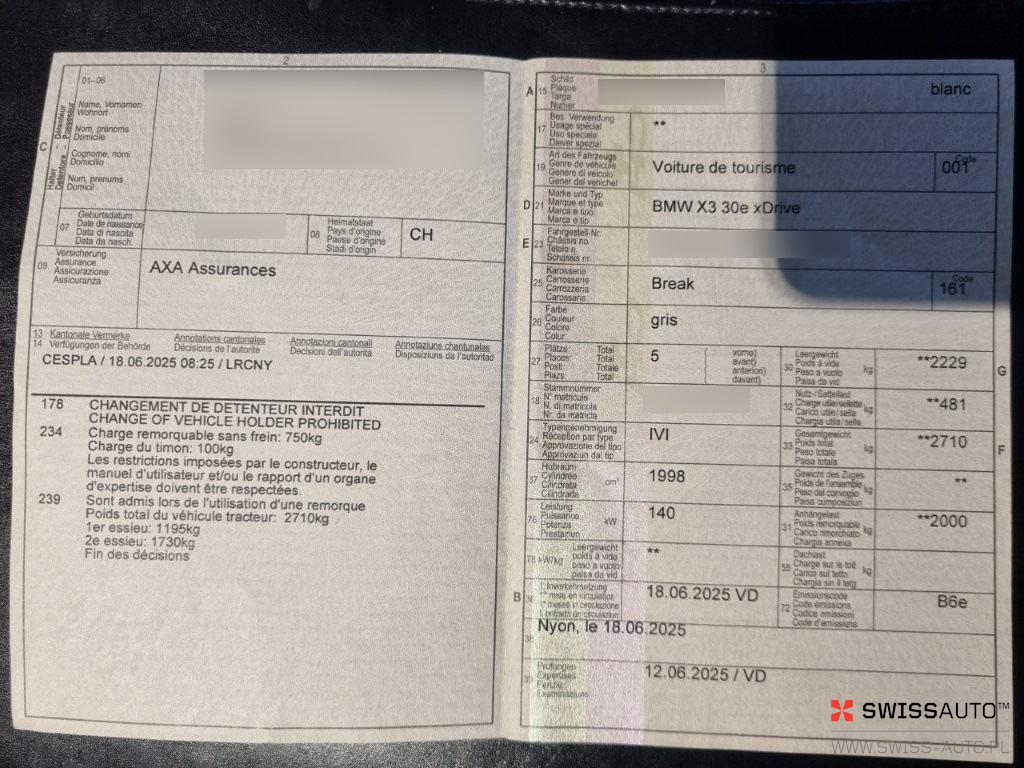 2
01–06
Name, Vornamen
Wohnort
Nom, prénoms
Domicile
Cognome, nomi
Domicilio
Num, prenums
Domicil
C
Halter – Détenteur
Detentore – Possessur
07
Geburtsdatum
Date de naissance
Data di nascita
Data da nasch.
08
Heimatstaat
Pays d'origine
Paese d'origine
Stadi d'origin
CH
09
Versicherung
Assurance
Assicurazione
Assicuranza
AXA Assurances
13 Kantonale Vermerke Annotations cantonales Annotazioni cantonali Annotaziuns chantunalas
14 Verfügungen der Behörde Décisions de l'autorité Decisioni dell'autorità Disposiziuns da l'autoritad
CESPLA / 18.06.2025 08:25 / LRCNY
178 CHANGEMENT DE DETENTEUR INTERDIT
CHANGE OF VEHICLE HOLDER PROHIBITED
234 Charge remorquable sans frein: 750kg
Charge du timon: 100kg
Les restrictions imposées par le constructeur, le
manuel d'utilisateur et/ou le rapport d'un organe
d'expertise doivent être respectées.
239 Sont admis lors de l'utilisation d'une remorque
Poids total du véhicule tracteur: 2710kg
1er essieu: 1195kg
2e essieu: 1730kg
Fin des décisions
3
A
15
Schild
Plaque
Targa
Numer
blanc
17
Bes. Verwendung
Usage spécial
Uso speciale
Diever spezial
**
19
Art des Fahrzeugs
Genre de véhicule
Genere di veicolo
Gener dal vehichel
Voiture de tourisme
Code
001
D
21
Marke und Typ
Marque et type
Marca e tipo
Marca e tip
BMW X3 30e xDrive
E
23
Fahrgestell-Nr.
Châssis no
Telaio n.
Schassis nr.
25
Karosserie
Carrosserie
Carrozzeria
Carossaria
Break
Code
161
26
Farbe
Couleur
Colore
Colur
gris
27
Plätze: Total
Places: Total
Posti: Totale
Plazs: Total
5
( vorne)
( avant)
( anteriori)
( davant)
30
Leergewicht
Poids à vide
Peso a vuoto
Paisa da vid
kg
**2229
G
18
Stammnummer
N° matricule
N. di matricola
Nr. da matricla
32
Nutz-/Sattellast
Charge utile/sellette
Carico utile/sella
Chargia utila/sella
kg
**481
24
Typengenehmigung
Réception par type
Approvazione del tipo
Approvaziun dal tip
IVI
33
Gesamtgewicht
Poids total
Peso totale
Paisa totala
kg
**2710
F
37
Hubraum
Cylindrée
Cilindrata
Cilindrada
cm³
1998
35
Gewicht des Zuges
Poids de l'ensemble
Peso del convoglio
Paisa cumposiziun
kg
**
76
Leistung
Puissance
Potenza
Prestaziun
kW
140
31
Anhängelast
Poids remorquable
Carico rimorchiato
Chargia annexa
kg
**2000
78
kW/kg
Leergewicht
poids à vide
peso a vuoto
paisa da vid
**
55
Dachlast
Charge sur le toit
Carico sul tetto
Chargia sin il tetg
kg
B
36
1. Inverkehrsetzung
1re mise en circulation
1a messa in circolazione
1. entrada en circulaziun
18.06.2025 VD
72
Emissionscode
Code émissions
Codice emissioni
Code d'emissiuns
B6e
38
Nyon, le 18.06.2025
39
Prüfungen
Expertises
Perizie
Examinaziuns
12.06.2025 / VD
SWISSAUTO™
WWW.SWISS-AUTO.PL